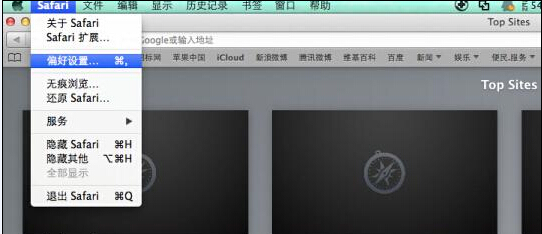 Safari 文件 编辑 显示 历史记录 书签 窗口 帮助
Top Sites
关于 Safari
Safari 扩展...
Google或输入地址
偏好设置... ⌘,
标网 苹果中国 iCloud 新浪微博 腾讯微博 维基百科 百度 新闻▼ 娱乐▼ 便民.服务▼
无痕浏览...
还原 Safari...
Top Sites
服务 ▶
隐藏 Safari ⌘H
隐藏其他 ⌥⌘H
全部显示
退出 Safari ⌘Q